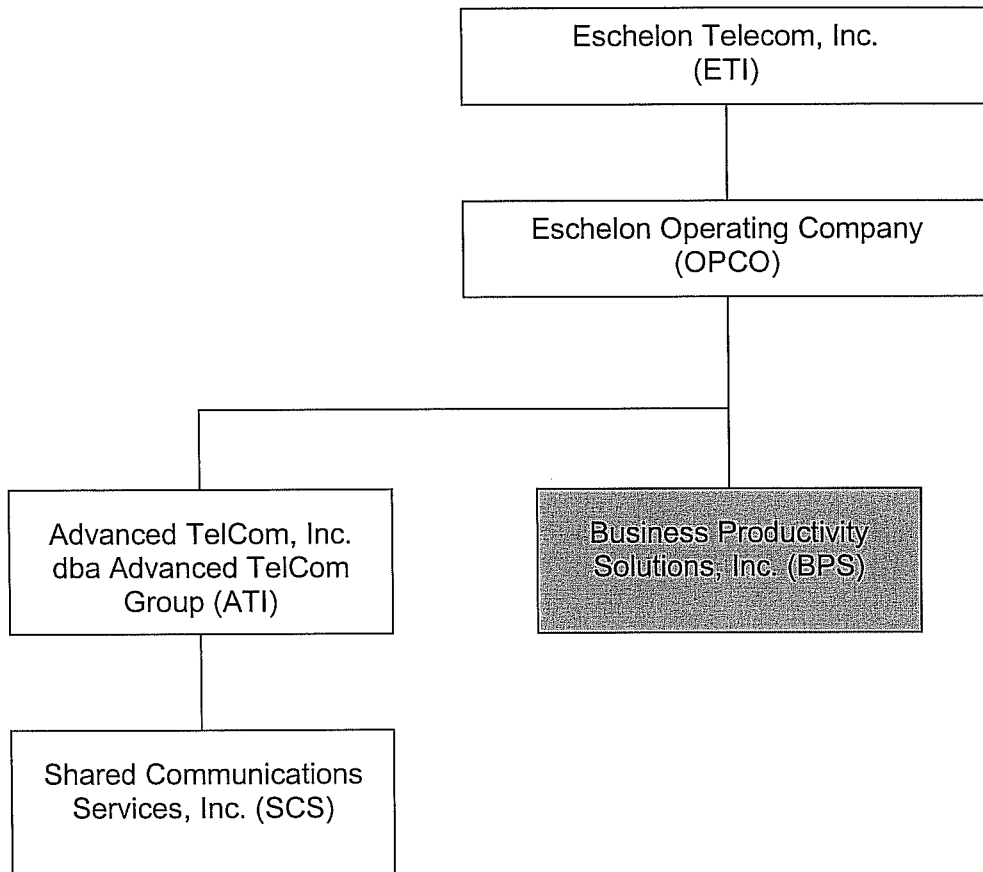 Eschelon Telecom, Inc.
(ETI)
Eschelon Operating Company
(OPCO)
Advanced TelCom, Inc.
dba Advanced TelCom
Group (ATI)
Business Productivity
Solutions, Inc. (BPS)
Shared Communications
Services, Inc. (SCS)